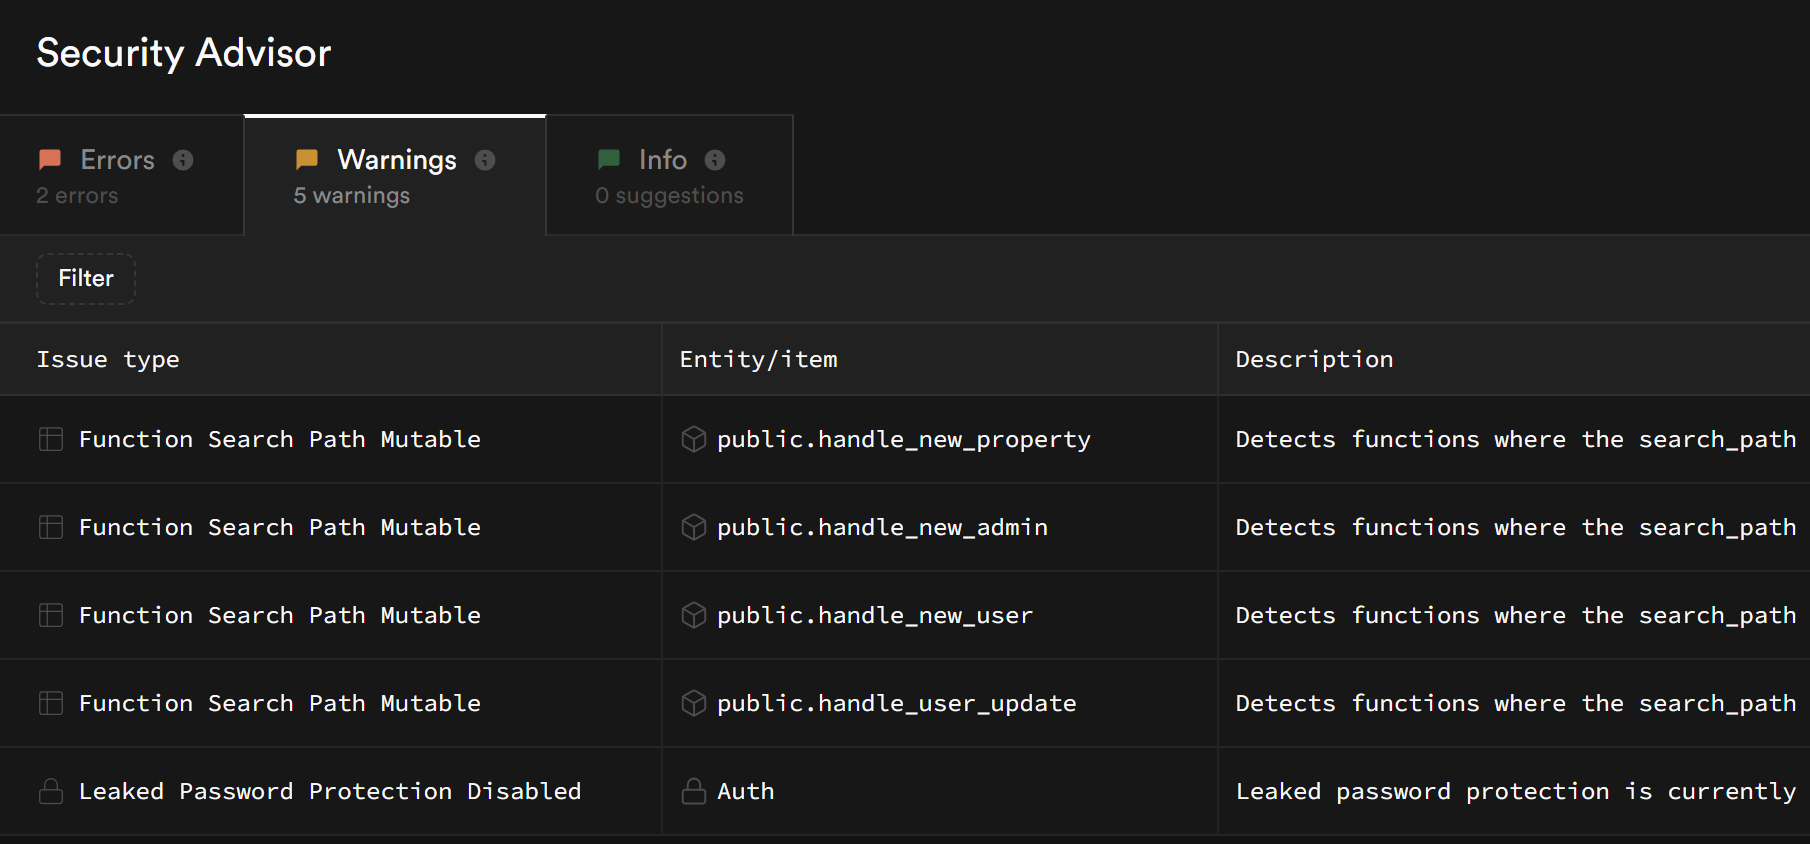 Security Advisor
Errors
2 errors
Warnings
5 warnings
Info
0 suggestions
Filter
Issue type Entity/item Description
Function Search Path Mutable public.handle_new_property Detects functions where the search_path
Function Search Path Mutable public.handle_new_admin Detects functions where the search_path
Function Search Path Mutable public.handle_new_user Detects functions where the search_path
Function Search Path Mutable public.handle_user_update Detects functions where the search_path
Leaked Password Protection Disabled Auth Leaked password protection is currently